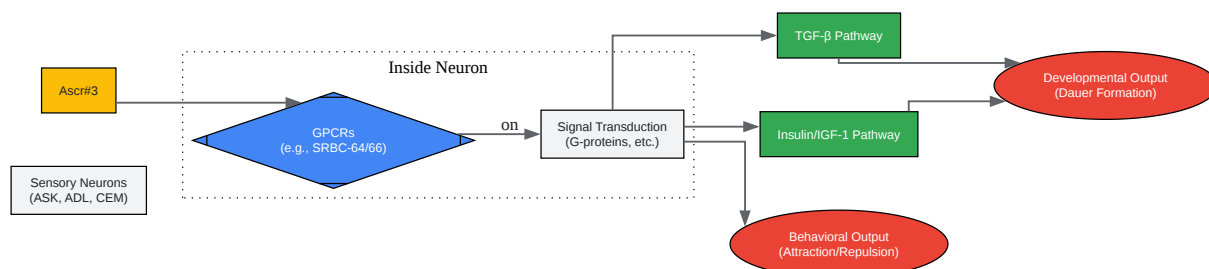 TGF-β Pathway
Inside Neuron
Ascr#3
Developmental Output
(Dauer Formation)
GPCRs
(e.g., SRBC-64/66)
on
Signal Transduction
(G-proteins, etc.)
Insulin/IGF-1 Pathway
Sensory Neurons
(ASK, ADL, CEM)
Behavioral Output
(Attraction/Repulsion)